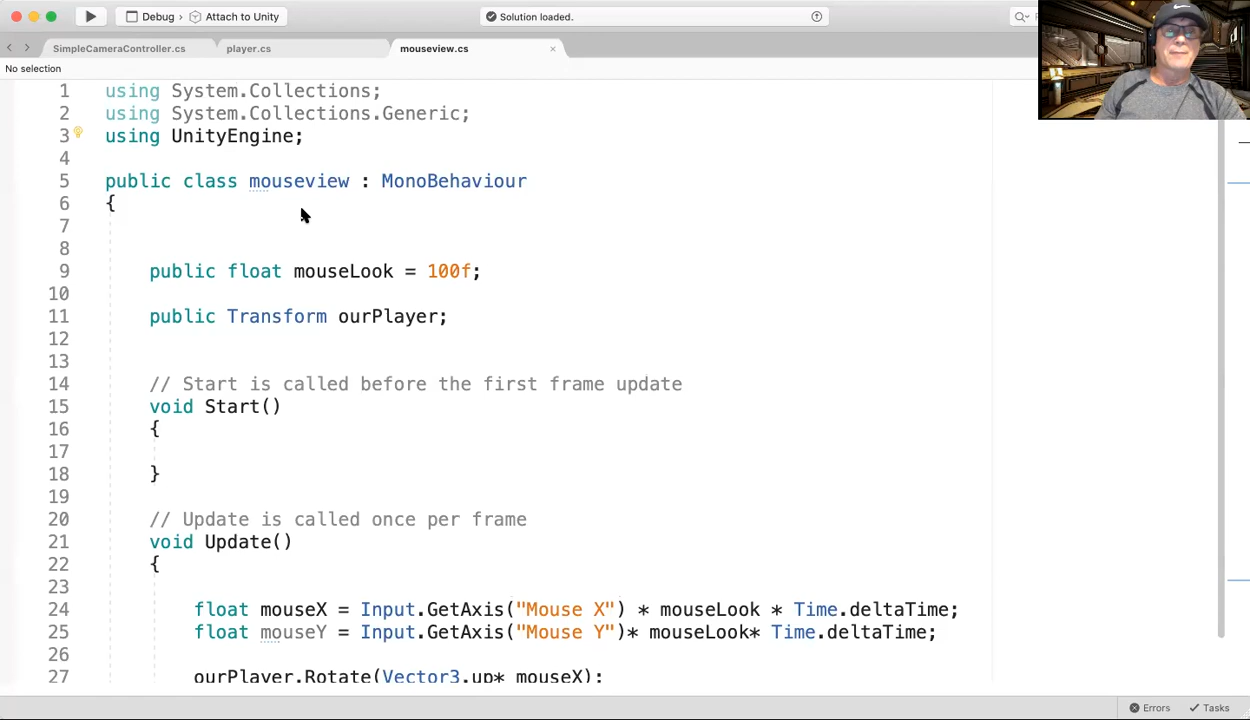 Debug › Attach to Unity
Solution loaded.
SimpleCameraController.cs
player.cs
mouseview.cs
No selection
1 using System.Collections;
2 using System.Collections.Generic;
3 using UnityEngine;
4
5 public class mouseview : MonoBehaviour
6 {
7
8
9 public float mouseLook = 100f;
10
11 public Transform ourPlayer;
12
13
14 // Start is called before the first frame update
15 void Start()
16 {
17
18 }
19
20 // Update is called once per frame
21 void Update()
22 {
23
24 float mouseX = Input.GetAxis("Mouse X") * mouseLook * Time.deltaTime;
25 float mouseY = Input.GetAxis("Mouse Y")* mouseLook* Time.deltaTime;
26
27 ourPlayer.Rotate(Vector3.up* mouseX);
Errors
Tasks